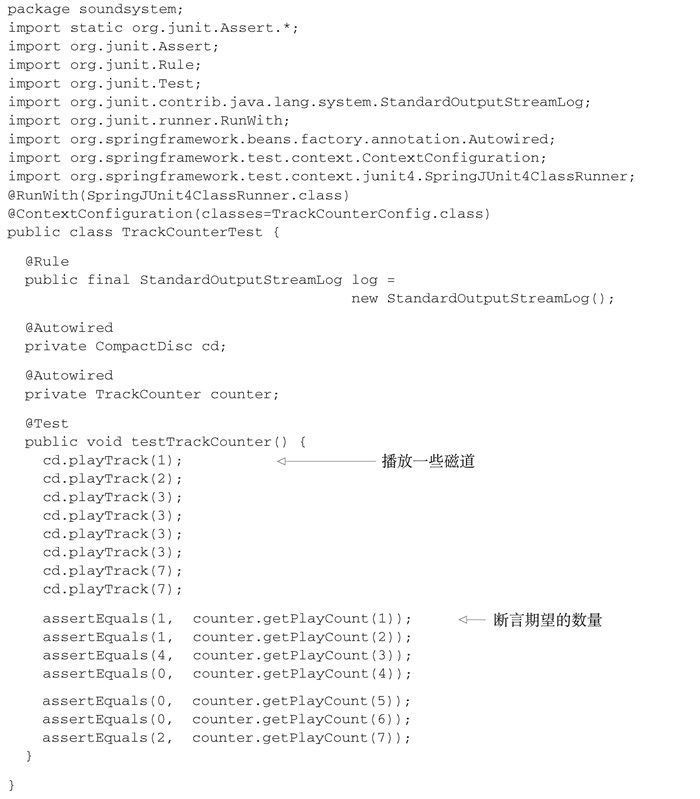 package soundsystem;
import static org.junit.Assert.*;
import org.junit.Assert;
import org.junit.Rule;
import org.junit.Test;
import org.junit.contrib.java.lang.system.StandardOutputStreamLog;
import org.junit.runner.RunWith;
import org.springframework.beans.factory.annotation.Autowired;
import org.springframework.test.context.ContextConfiguration;
import org.springframework.test.context.junit4.SpringJUnit4ClassRunner;
@RunWith(SpringJUnit4ClassRunner.class)
@ContextConfiguration(classes=TrackCounterConfig.class)
public class TrackCounterTest {
  @Rule
  public final StandardOutputStreamLog log =
                                      new StandardOutputStreamLog();
  @Autowired
  private CompactDisc cd;
  @Autowired
  private TrackCounter counter;
  @Test
  public void testTrackCounter() {
    cd.playTrack(1); 播放一些磁道
    cd.playTrack(2);
    cd.playTrack(3);
    cd.playTrack(3);
    cd.playTrack(3);
    cd.playTrack(3);
    cd.playTrack(7);
    cd.playTrack(7);
    assertEquals(1,  counter.getPlayCount(1)); 断言期望的数量
    assertEquals(1,  counter.getPlayCount(2));
    assertEquals(4,  counter.getPlayCount(3));
    assertEquals(0,  counter.getPlayCount(4));
    assertEquals(0,  counter.getPlayCount(5));
    assertEquals(0,  counter.getPlayCount(6));
    assertEquals(2,  counter.getPlayCount(7));
  }
}